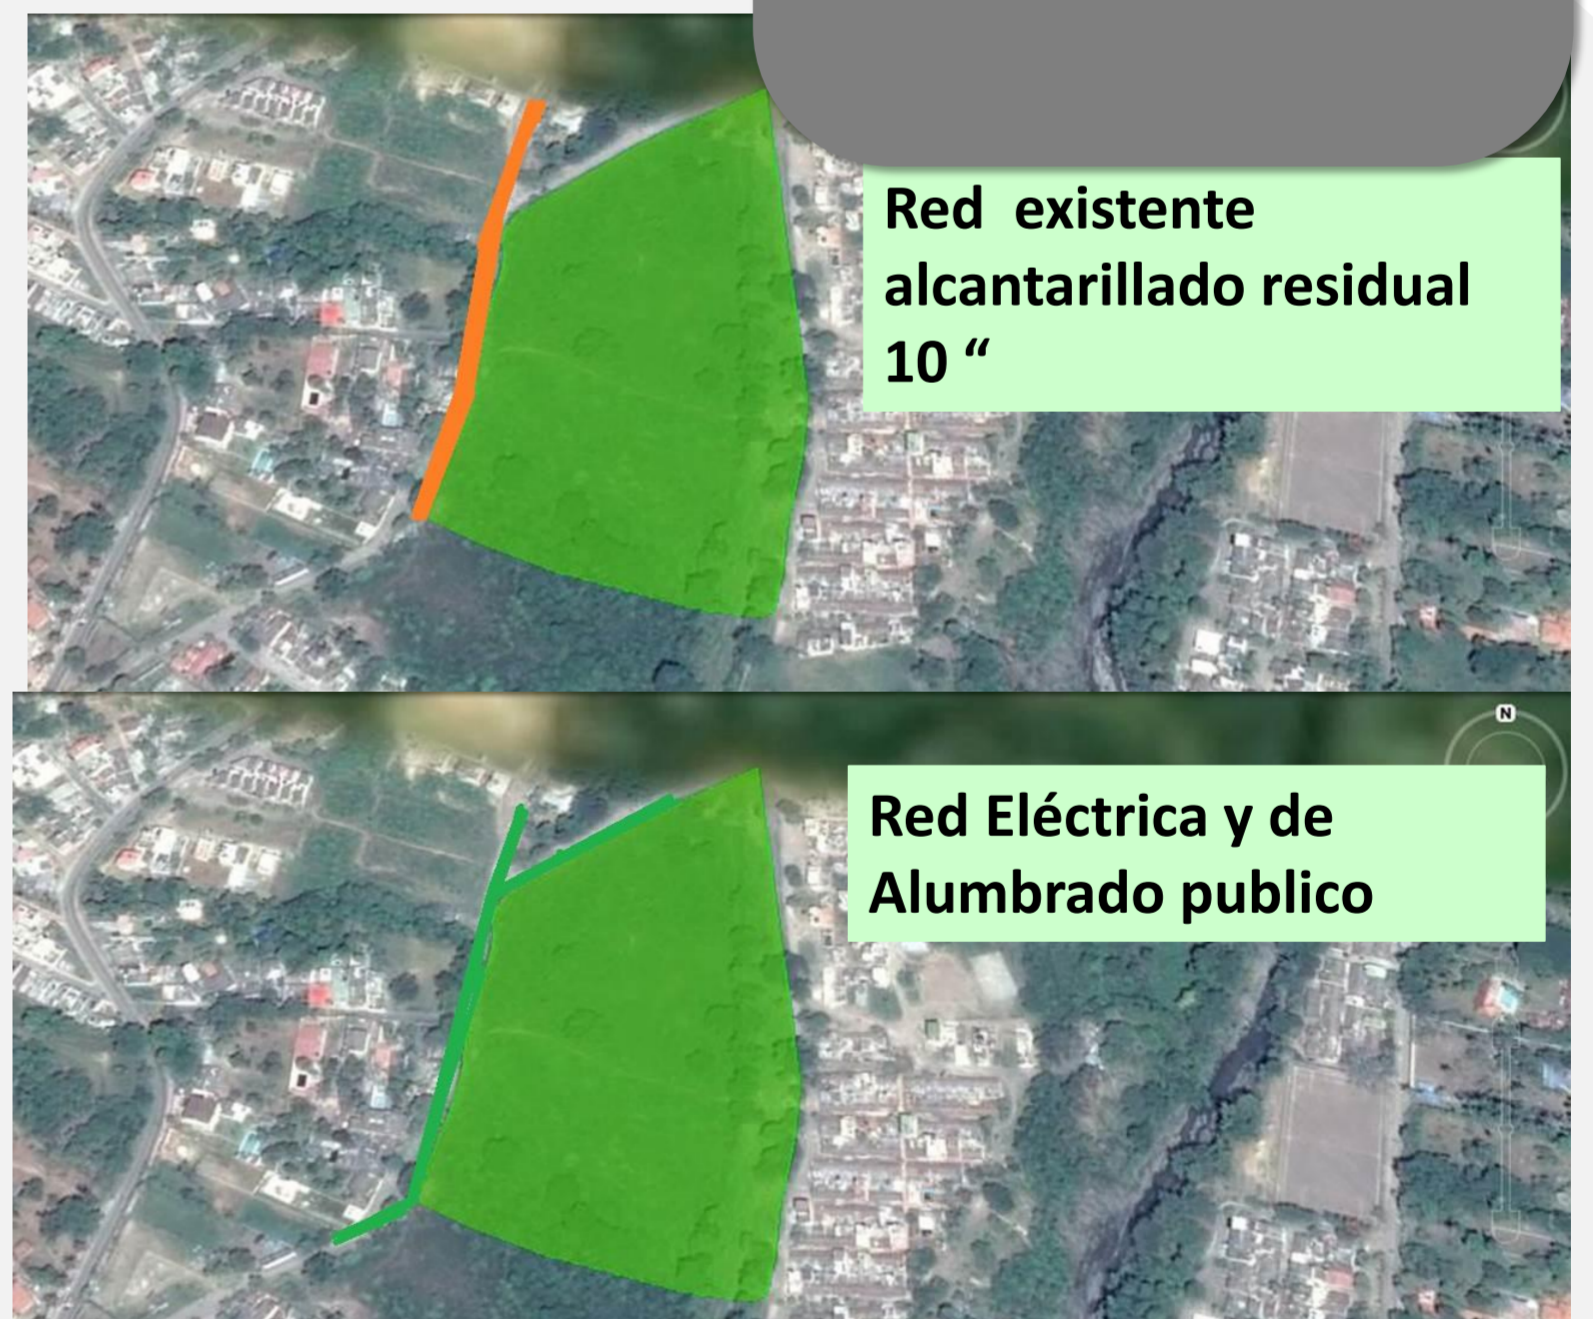 Red  existente
alcantarillado residual
10 “
N
Red Eléctrica y de
Alumbrado publico